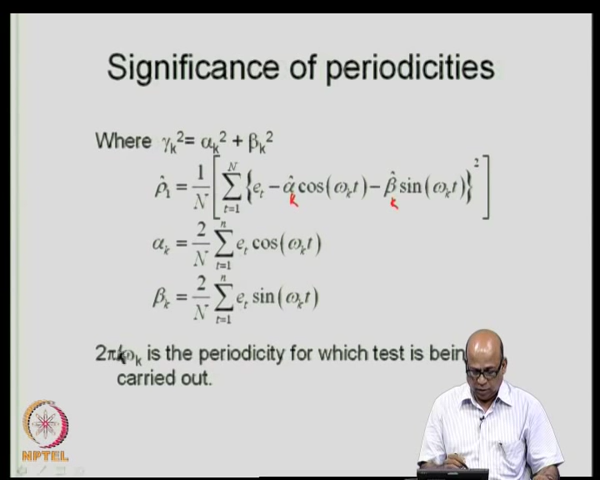 Significance of periodicities
Where γₖ² = αₖ² + βₖ²
ρ̂₁ = 1/N [ Σ_{t=1}^{N} { eₜ − α̂ cos(ωₖt) − β̂ sin(ωₖt) }² ]
k k
αₖ = 2/N Σ_{t=1}^{n} eₜ cos(ωₖt)
βₖ = 2/N Σ_{t=1}^{n} eₜ sin(ωₖt)
2π/ωₖ is the periodicity for which test is being
carried out.
NPTEL